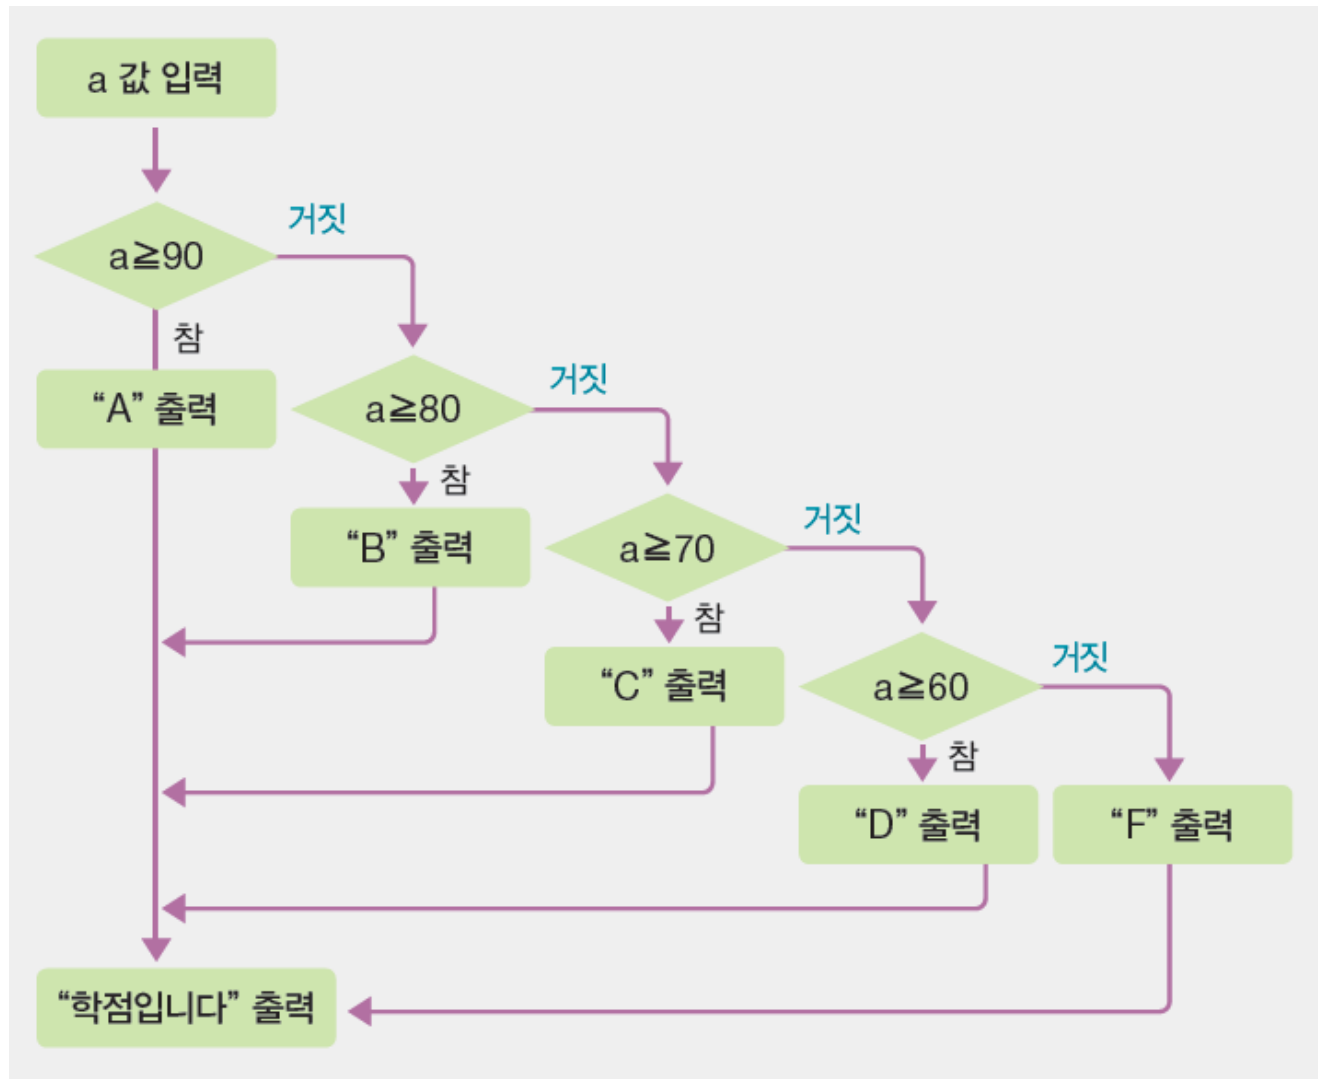 a 값 입력
거짓
a≧90
참
“A” 출력
거짓
a≧80
참
“B” 출력
거짓
a≧70
참
“C” 출력
거짓
a≧60
참
“D” 출력
“F” 출력
“학점입니다” 출력